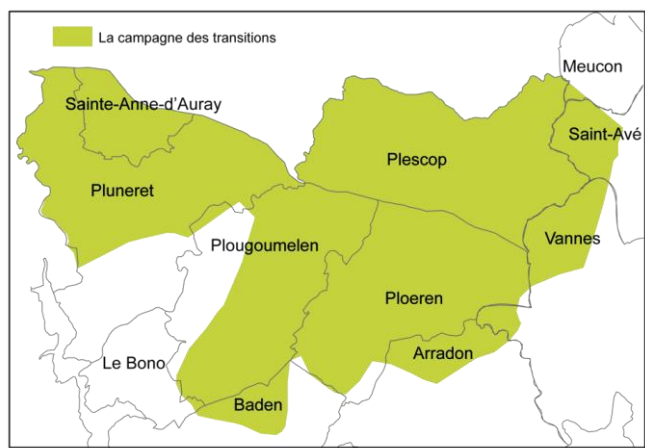 La campagne des transitions
Meucon
Sainte-Anne-d'Auray
Saint-Avé
Plescop
Pluneret
Vannes
Plougoumelen
Ploeren
Arradon
Le Bono
Baden